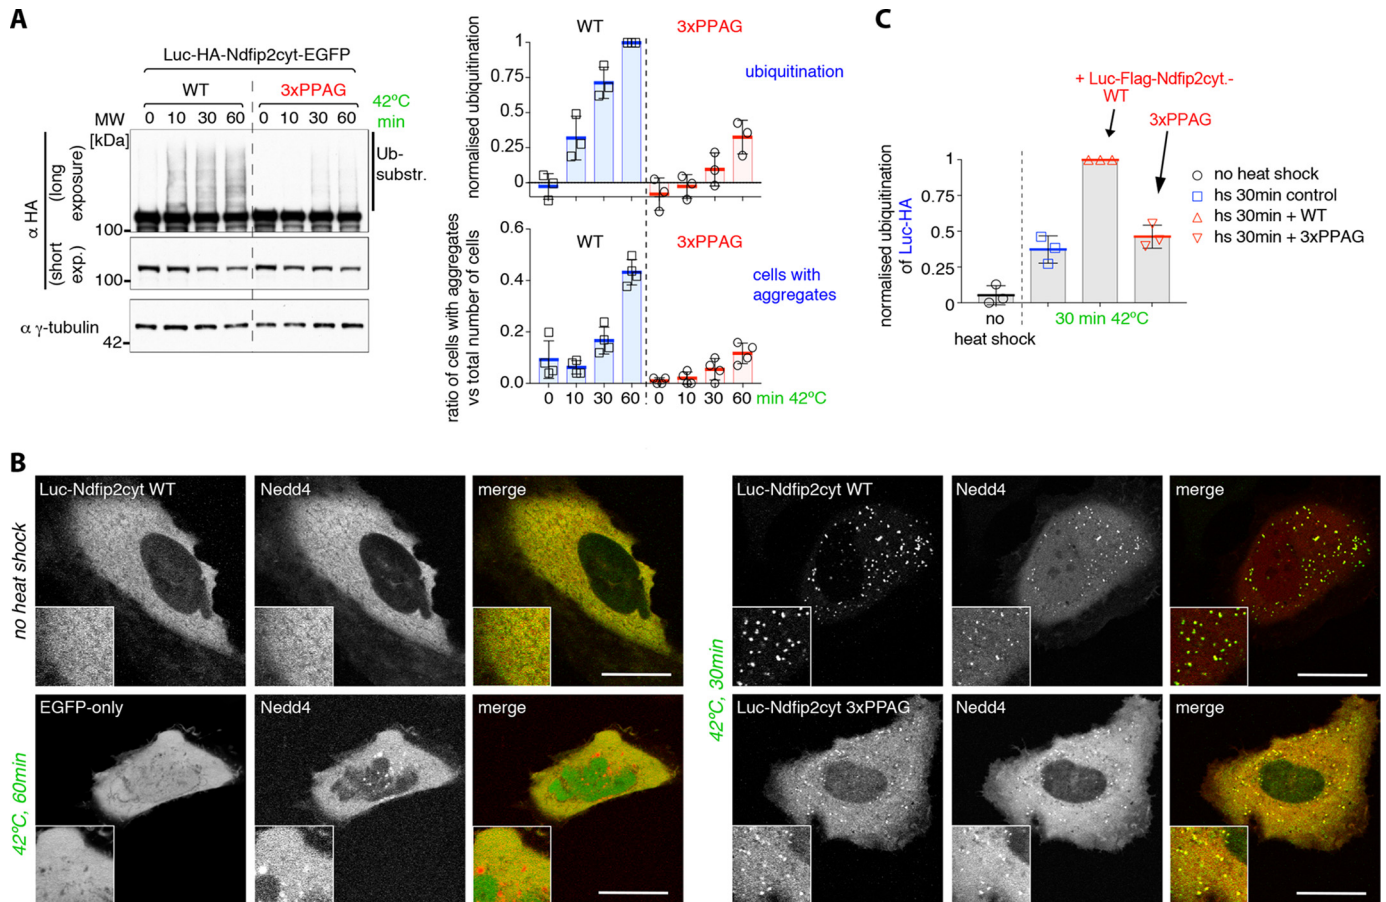 A
Luc-HA-Ndfip2cyt-EGFP
WT
3xPPAG
42ºC
min
MW
0 10 30 60 0 10 30 60
[kDa]
Ub-
substr.
α HA
(long
exposure)
100
(short
exp.)
100
α γ-tubulin
42
normalised ubiquitination
WT
3xPPAG
ubiquitination
1
0.75
0.5
0.25
0
ratio of cells with aggregates
vs total number of cells
WT
3xPPAG
cells with
aggregates
0.6
0.4
0.2
0.0
0 10 30 60 0 10 30 60 min 42ºC
C
+ Luc-Flag-Ndfip2cyt.-
WT
3xPPAG
normalised ubiquitination
of Luc-HA
1
0.75
0.5
0.25
0
no
heat shock
30 min 42ºC
no heat shock
hs 30min control
hs 30min + WT
hs 30min + 3xPPAG
B
no heat shock
Luc-Ndfip2cyt WT
Nedd4
merge
42ºC, 60min
EGFP-only
Nedd4
merge
42ºC, 30min
Luc-Ndfip2cyt WT
Nedd4
merge
Luc-Ndfip2cyt 3xPPAG
Nedd4
merge